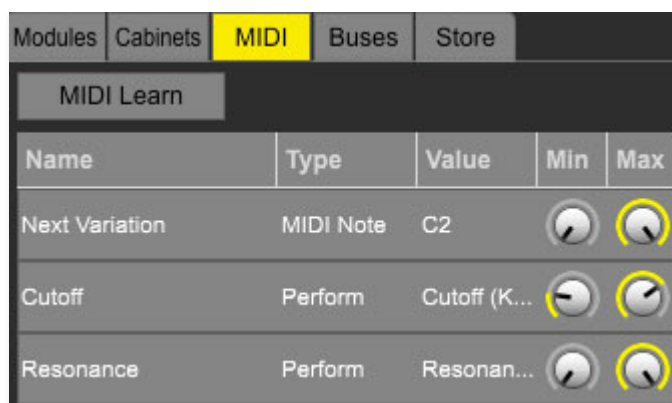 Modules Cabinets MIDI Buses Store
MIDI Learn
Name Type Value Min Max
Next Variation MIDI Note C2
Cutoff Perform Cutoff (K...
Resonance Perform Resonan...